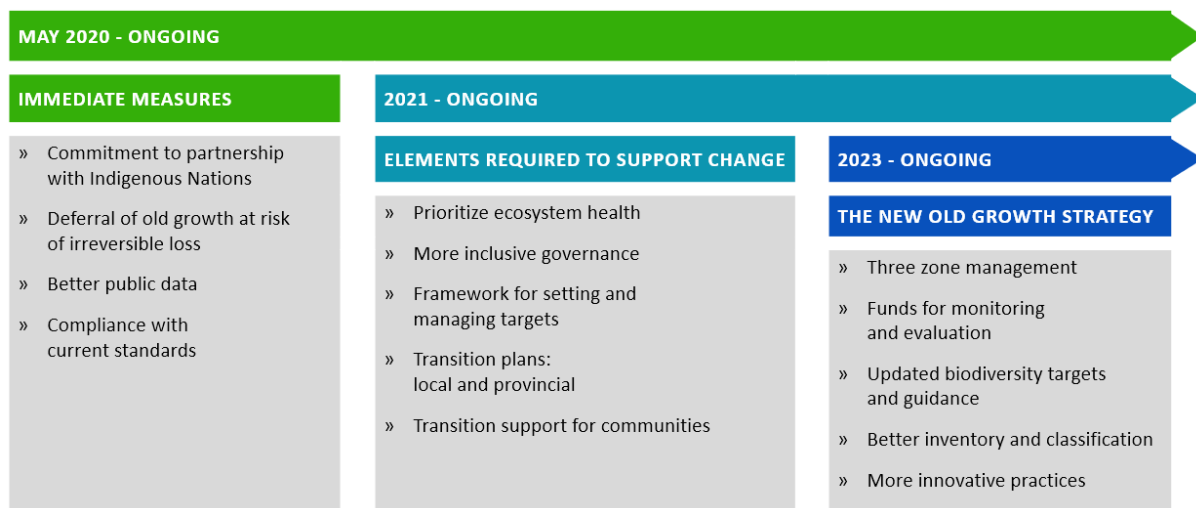 MAY 2020 - ONGOING
IMMEDIATE MEASURES
» Commitment to partnership
with Indigenous Nations
» Deferral of old growth at risk
of irreversible loss
» Better public data
» Compliance with
current standards
2021 - ONGOING
ELEMENTS REQUIRED TO SUPPORT CHANGE
» Prioritize ecosystem health
» More inclusive governance
» Framework for setting and
managing targets
» Transition plans:
local and provincial
» Transition support for communities
2023 - ONGOING
THE NEW OLD GROWTH STRATEGY
» Three zone management
» Funds for monitoring
and evaluation
» Updated biodiversity targets
and guidance
» Better inventory and classification
» More innovative practices